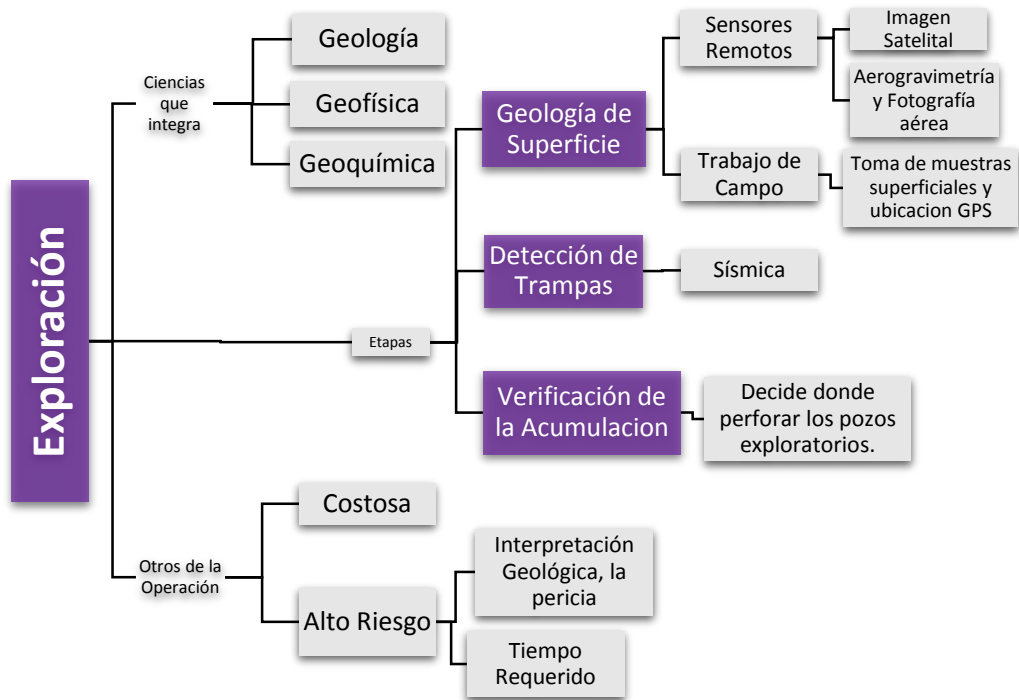 Exploración
Ciencias
que
integra
Geología
Geofísica
Geoquímica
Etapas
Geología de
Superficie
Sensores
Remotos
Imagen
Satelital
Aerogravimetría
y Fotografía
aérea
Trabajo de
Campo
Toma de muestras
superficiales y
ubicacion GPS
Detección de
Trampas
Sísmica
Verificación de
la Acumulacion
Decide donde
perforar los pozos
exploratorios.
Otros de la
Operación
Costosa
Alto Riesgo
Interpretación
Geológica, la
pericia
Tiempo
Requerido